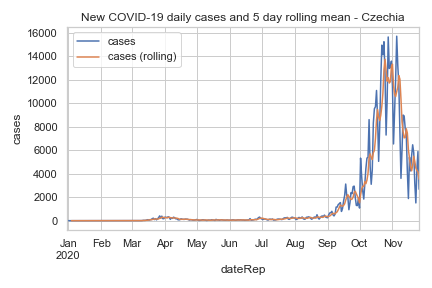 New COVID-19 daily cases and 5 day rolling mean - Czechia
cases
cases (rolling)
16000
14000
12000
10000
8000
6000
4000
2000
0
cases
Jan Feb Mar Apr May Jun Jul Aug Sep Oct Nov
2020
dateRep